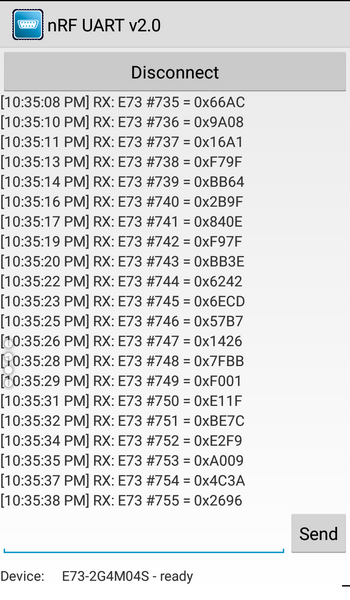 nRF UART v2.0
Disconnect
[10:35:08 PM] RX: E73 #735 = 0x66AC
[10:35:10 PM] RX: E73 #736 = 0x9A08
[10:35:11 PM] RX: E73 #737 = 0x16A1
[10:35:13 PM] RX: E73 #738 = 0xF79F
[10:35:14 PM] RX: E73 #739 = 0xBB64
[10:35:16 PM] RX: E73 #740 = 0x2B9F
[10:35:17 PM] RX: E73 #741 = 0x840E
[10:35:19 PM] RX: E73 #742 = 0xF97F
[10:35:20 PM] RX: E73 #743 = 0xBB3E
[10:35:22 PM] RX: E73 #744 = 0x6242
[10:35:23 PM] RX: E73 #745 = 0x6ECD
[10:35:25 PM] RX: E73 #746 = 0x57B7
[10:35:26 PM] RX: E73 #747 = 0x1426
[10:35:28 PM] RX: E73 #748 = 0x7FBB
[10:35:29 PM] RX: E73 #749 = 0xF001
[10:35:31 PM] RX: E73 #750 = 0xE11F
[10:35:32 PM] RX: E73 #751 = 0xBE7C
[10:35:34 PM] RX: E73 #752 = 0xE2F9
[10:35:35 PM] RX: E73 #753 = 0xA009
[10:35:37 PM] RX: E73 #754 = 0x4C3A
[10:35:38 PM] RX: E73 #755 = 0x2696
Send
Device: E73-2G4M04S - ready